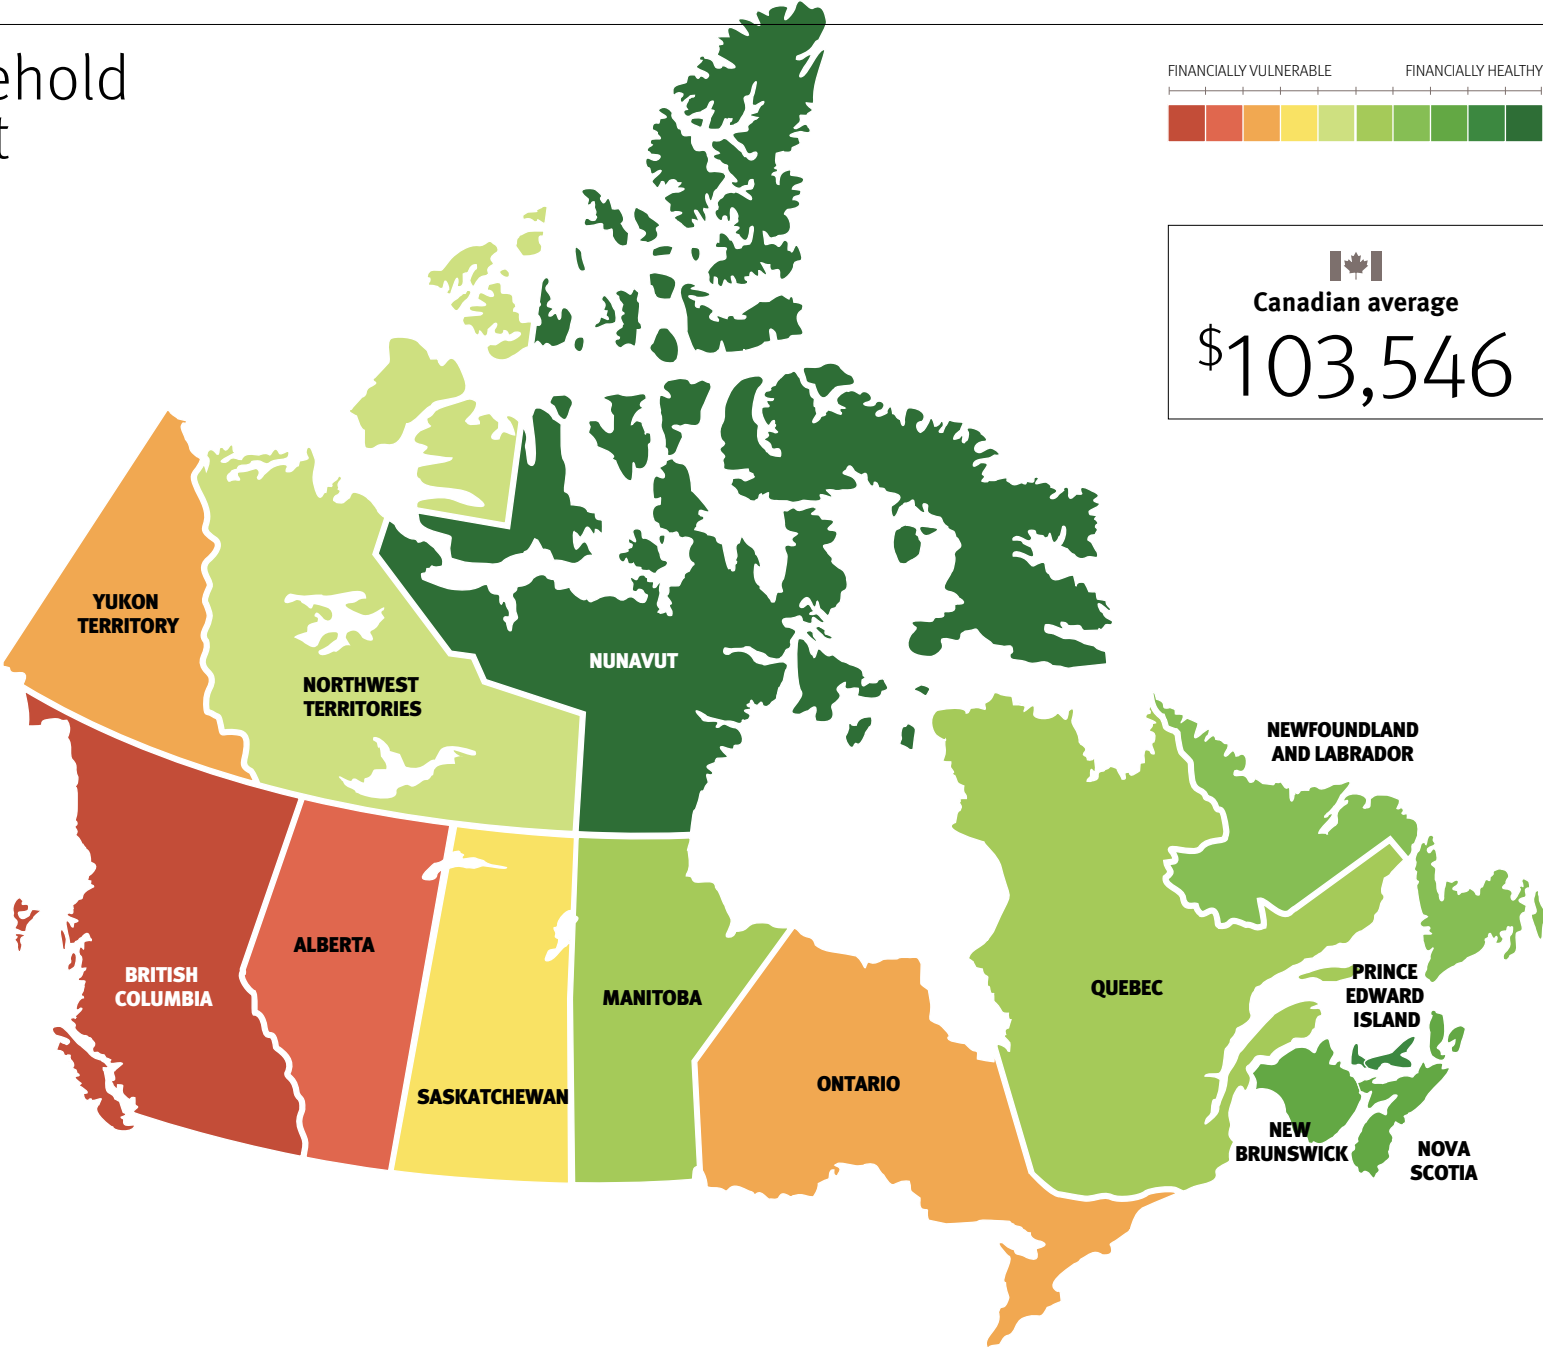 ehold
t
FINANCIALLY VULNERABLE
FINANCIALLY HEALTHY
Canadian average
$103,546
YUKON
TERRITORY
NORTHWEST
TERRITORIES
NUNAVUT
NEWFOUNDLAND
AND LABRADOR
BRITISH
COLUMBIA
ALBERTA
SASKATCHEWAN
MANITOBA
ONTARIO
QUEBEC
PRINCE
EDWARD
ISLAND
NEW
BRUNSWICK
NOVA
SCOTIA